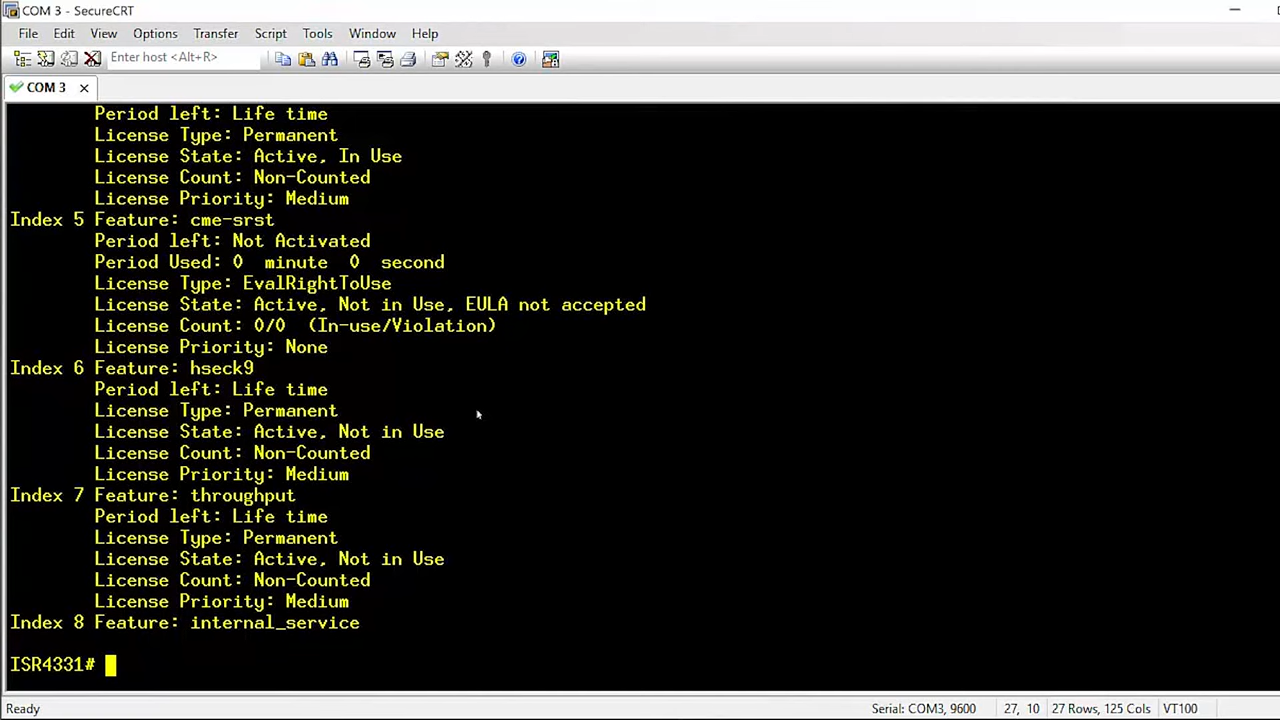 COM 3 - SecureCRT
File Edit View Options Transfer Script Tools Window Help
Enter host <Alt+R>
COM 3
Period left: Life time
License Type: Permanent
License State: Active, In Use
License Count: Non-Counted
License Priority: Medium
Index 5 Feature: cme-srst
Period left: Not Activated
Period Used: 0  minute  0  second
License Type: EvalRightToUse
License State: Active, Not in Use, EULA not accepted
License Count: 0/0  (In-use/Violation)
License Priority: None
Index 6 Feature: hseck9
Period left: Life time
License Type: Permanent
License State: Active, Not in Use
License Count: Non-Counted
License Priority: Medium
Index 7 Feature: throughput
Period left: Life time
License Type: Permanent
License State: Active, Not in Use
License Count: Non-Counted
License Priority: Medium
Index 8 Feature: internal_service
ISR4331#
Ready Serial: COM3, 9600 27, 10 27 Rows, 125 Cols VT100